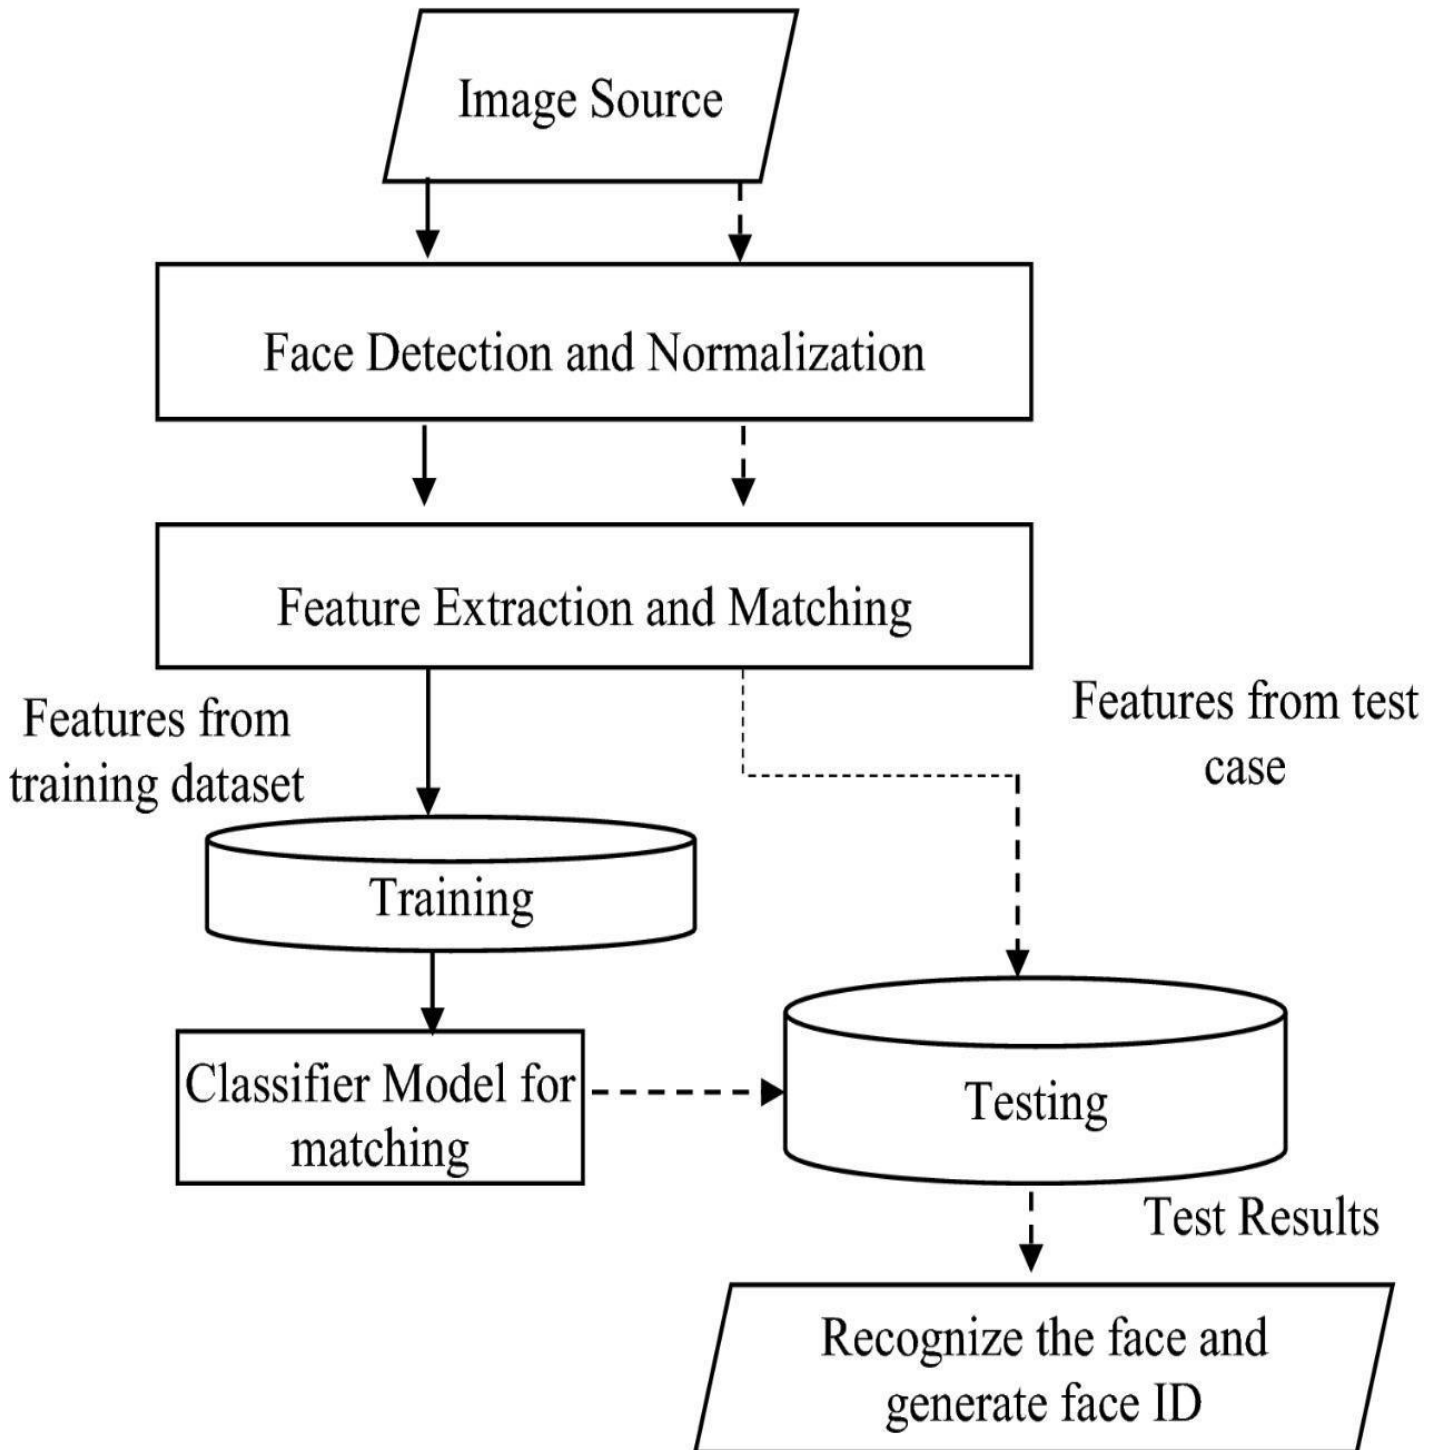 Image Source
Face Detection and Normalization
Feature Extraction and Matching
Features from
training dataset
Features from test
case
Training
Classifier Model for
matching
Testing
Test Results
Recognize the face and
generate face ID